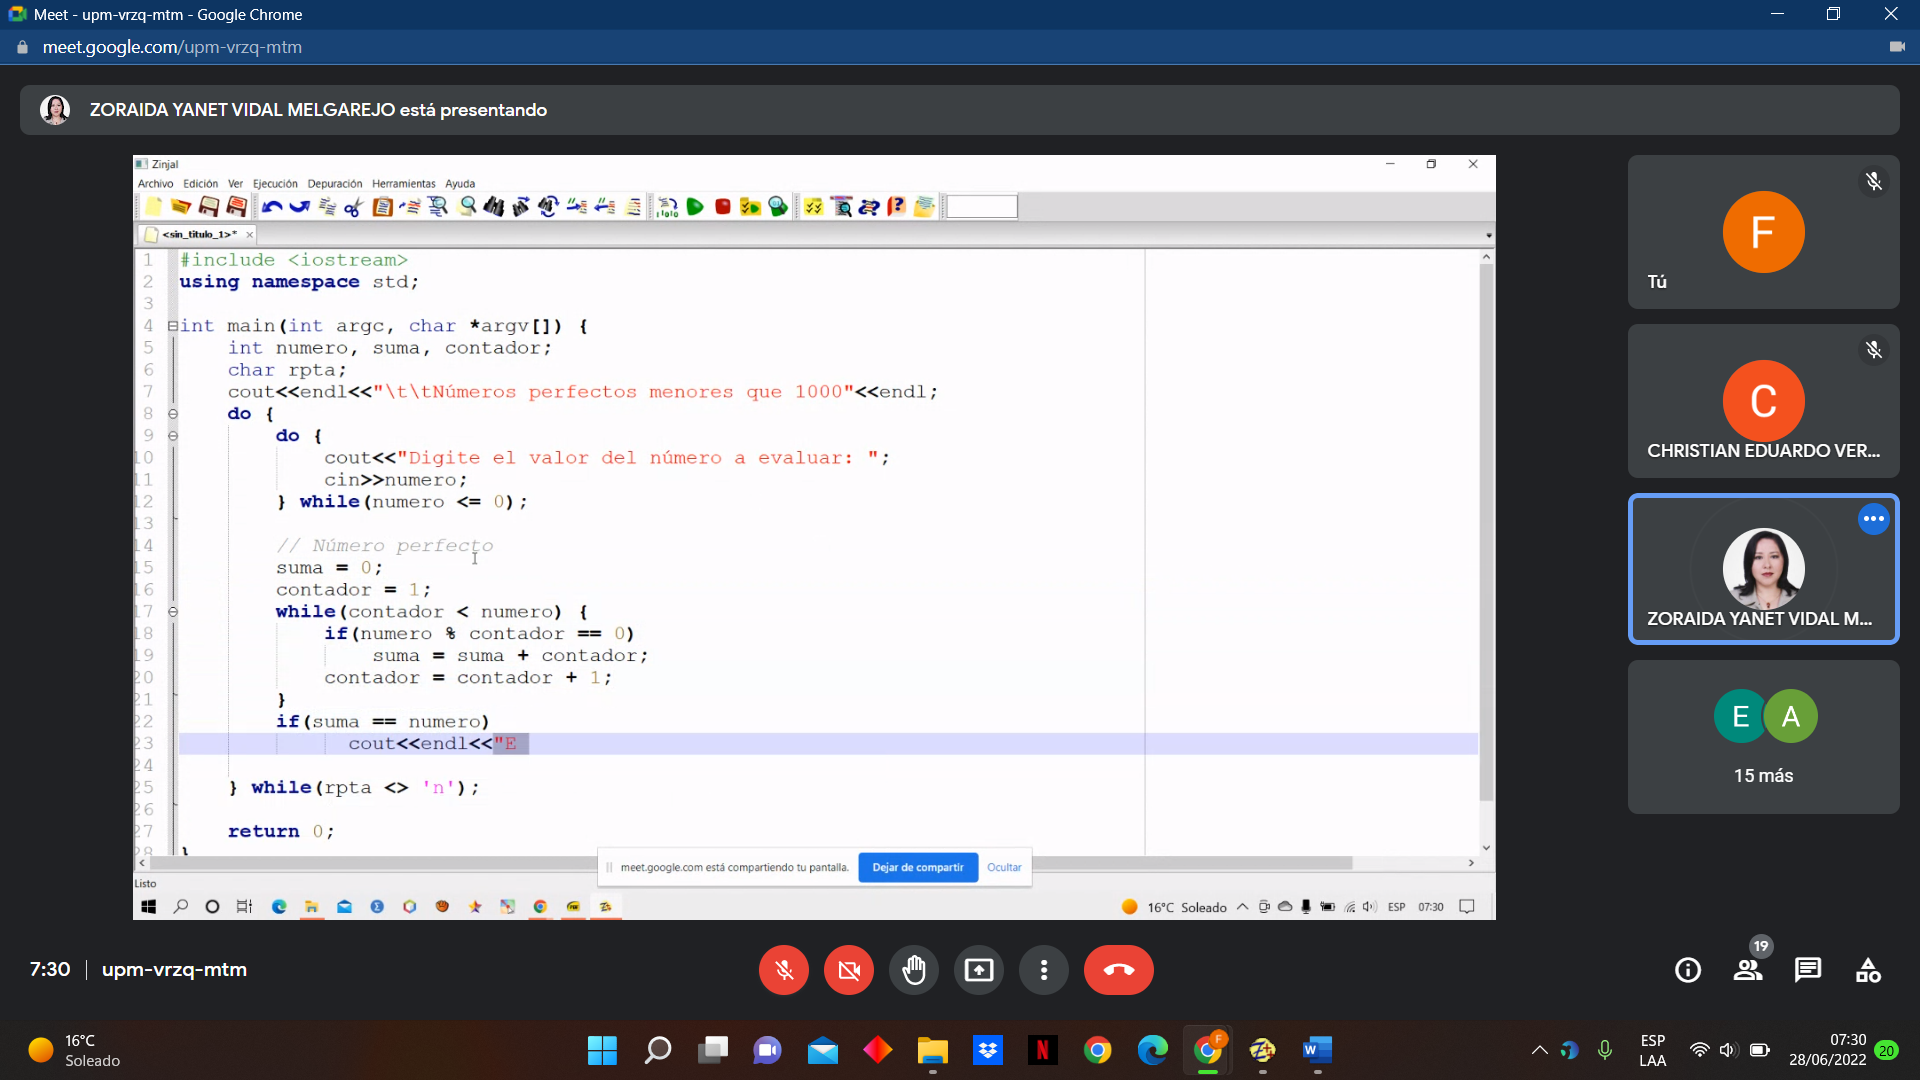 Meet - upm-vrzq-mtm - Google Chrome
meet.google.com/upm-vrzq-mtm
ZORAIDA YANET VIDAL MELGAREJO está presentando
ZinjaI
Archivo Edición Ver Ejecución Depuración Herramientas Ayuda
<sin_titulo_1>*
1 #include <iostream>
2 using namespace std;
3
4 int main(int argc, char *argv[]) {
5 int numero, suma, contador;
6 char rpta;
7 cout<<endl<<"\t\tNúmeros perfectos menores que 1000"<<endl;
8 do {
9 do {
10 cout<<"Digite el valor del número a evaluar: ";
11 cin>>numero;
12 } while(numero <= 0);
13
14 // Número perfecto
15 suma = 0;
16 contador = 1;
17 while(contador < numero) {
18 if(numero % contador == 0)
19 suma = suma + contador;
20 contador = contador + 1;
21 }
22 if(suma == numero)
23 cout<<endl<<"E
24
25 } while(rpta <> 'n');
26
27 return 0;
28 }
meet.google.com está compartiendo tu pantalla. Dejar de compartir Ocultar
Listo
16°C Soleado ESP 07:30
F
Tú
C
CHRISTIAN EDUARDO VER...
ZORAIDA YANET VIDAL M...
E A
15 más
7:30 upm-vrzq-mtm
19
16°C
Soleado
ESP
LAA
07:30
28/06/2022
20